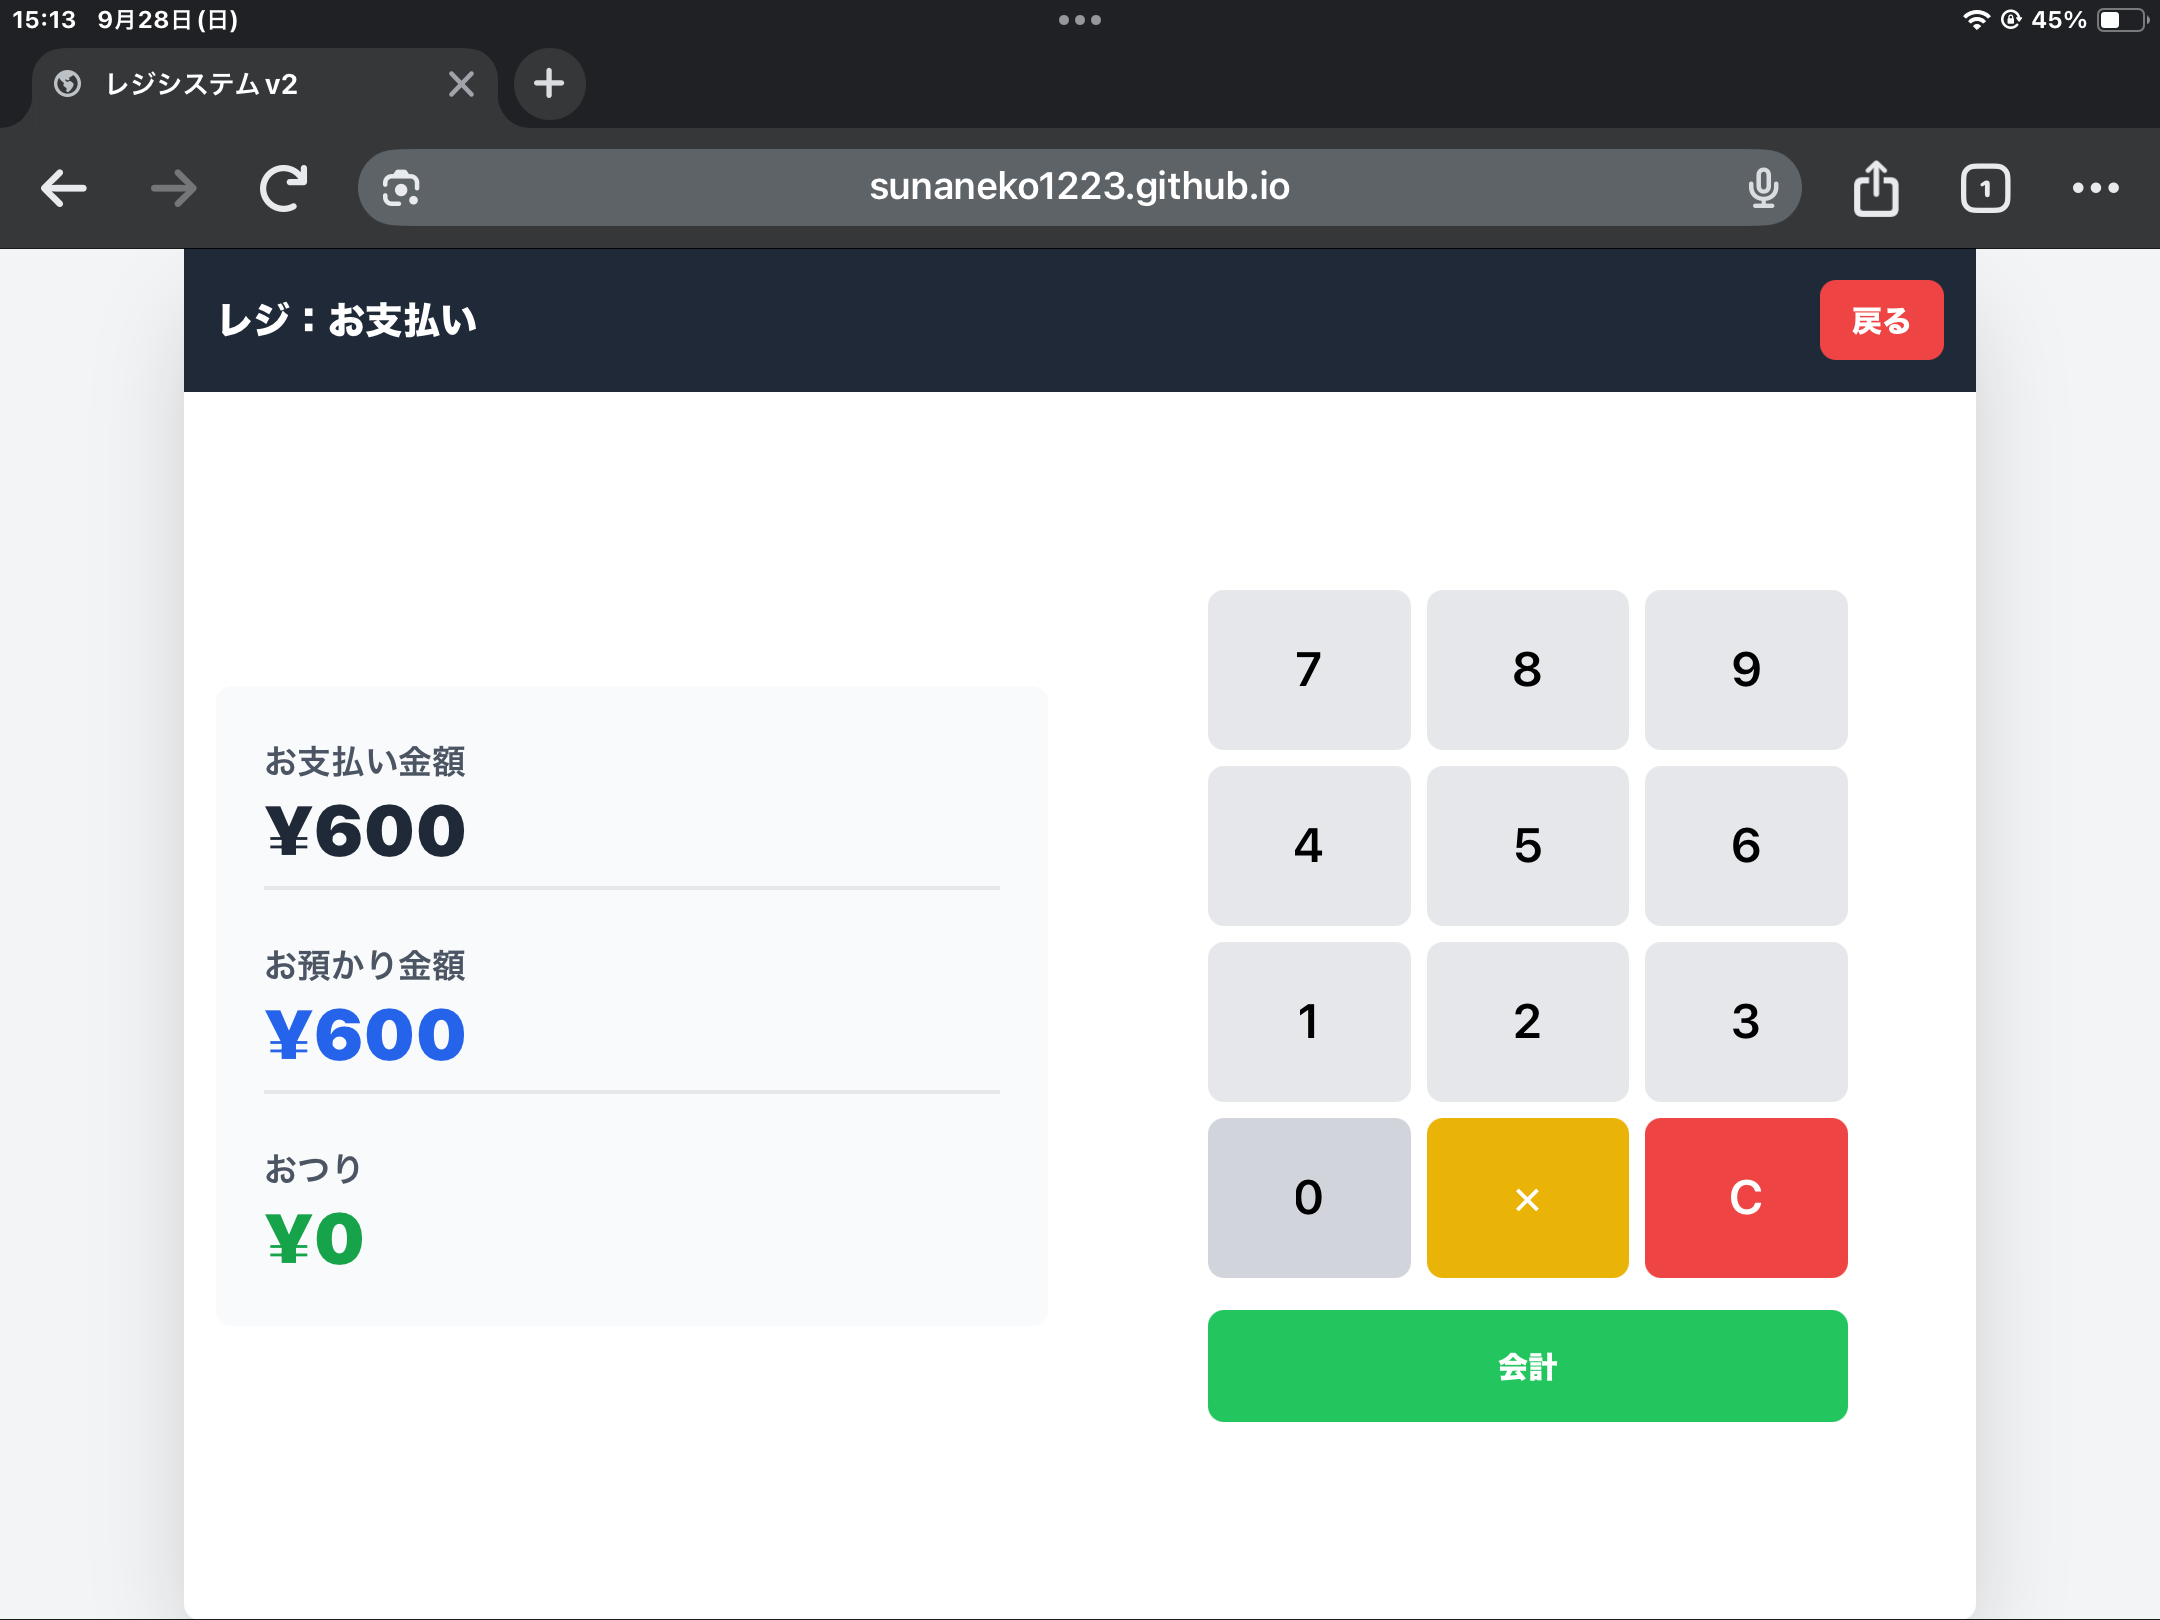 15:13 9月28日(日)
45%
レジシステム v2
sunaneko1223.github.io
1
レジ：お支払い
戻る
お支払い金額
¥600
お預かり金額
¥600
おつり
¥0
7 8 9
4 5 6
1 2 3
0 × C
会計